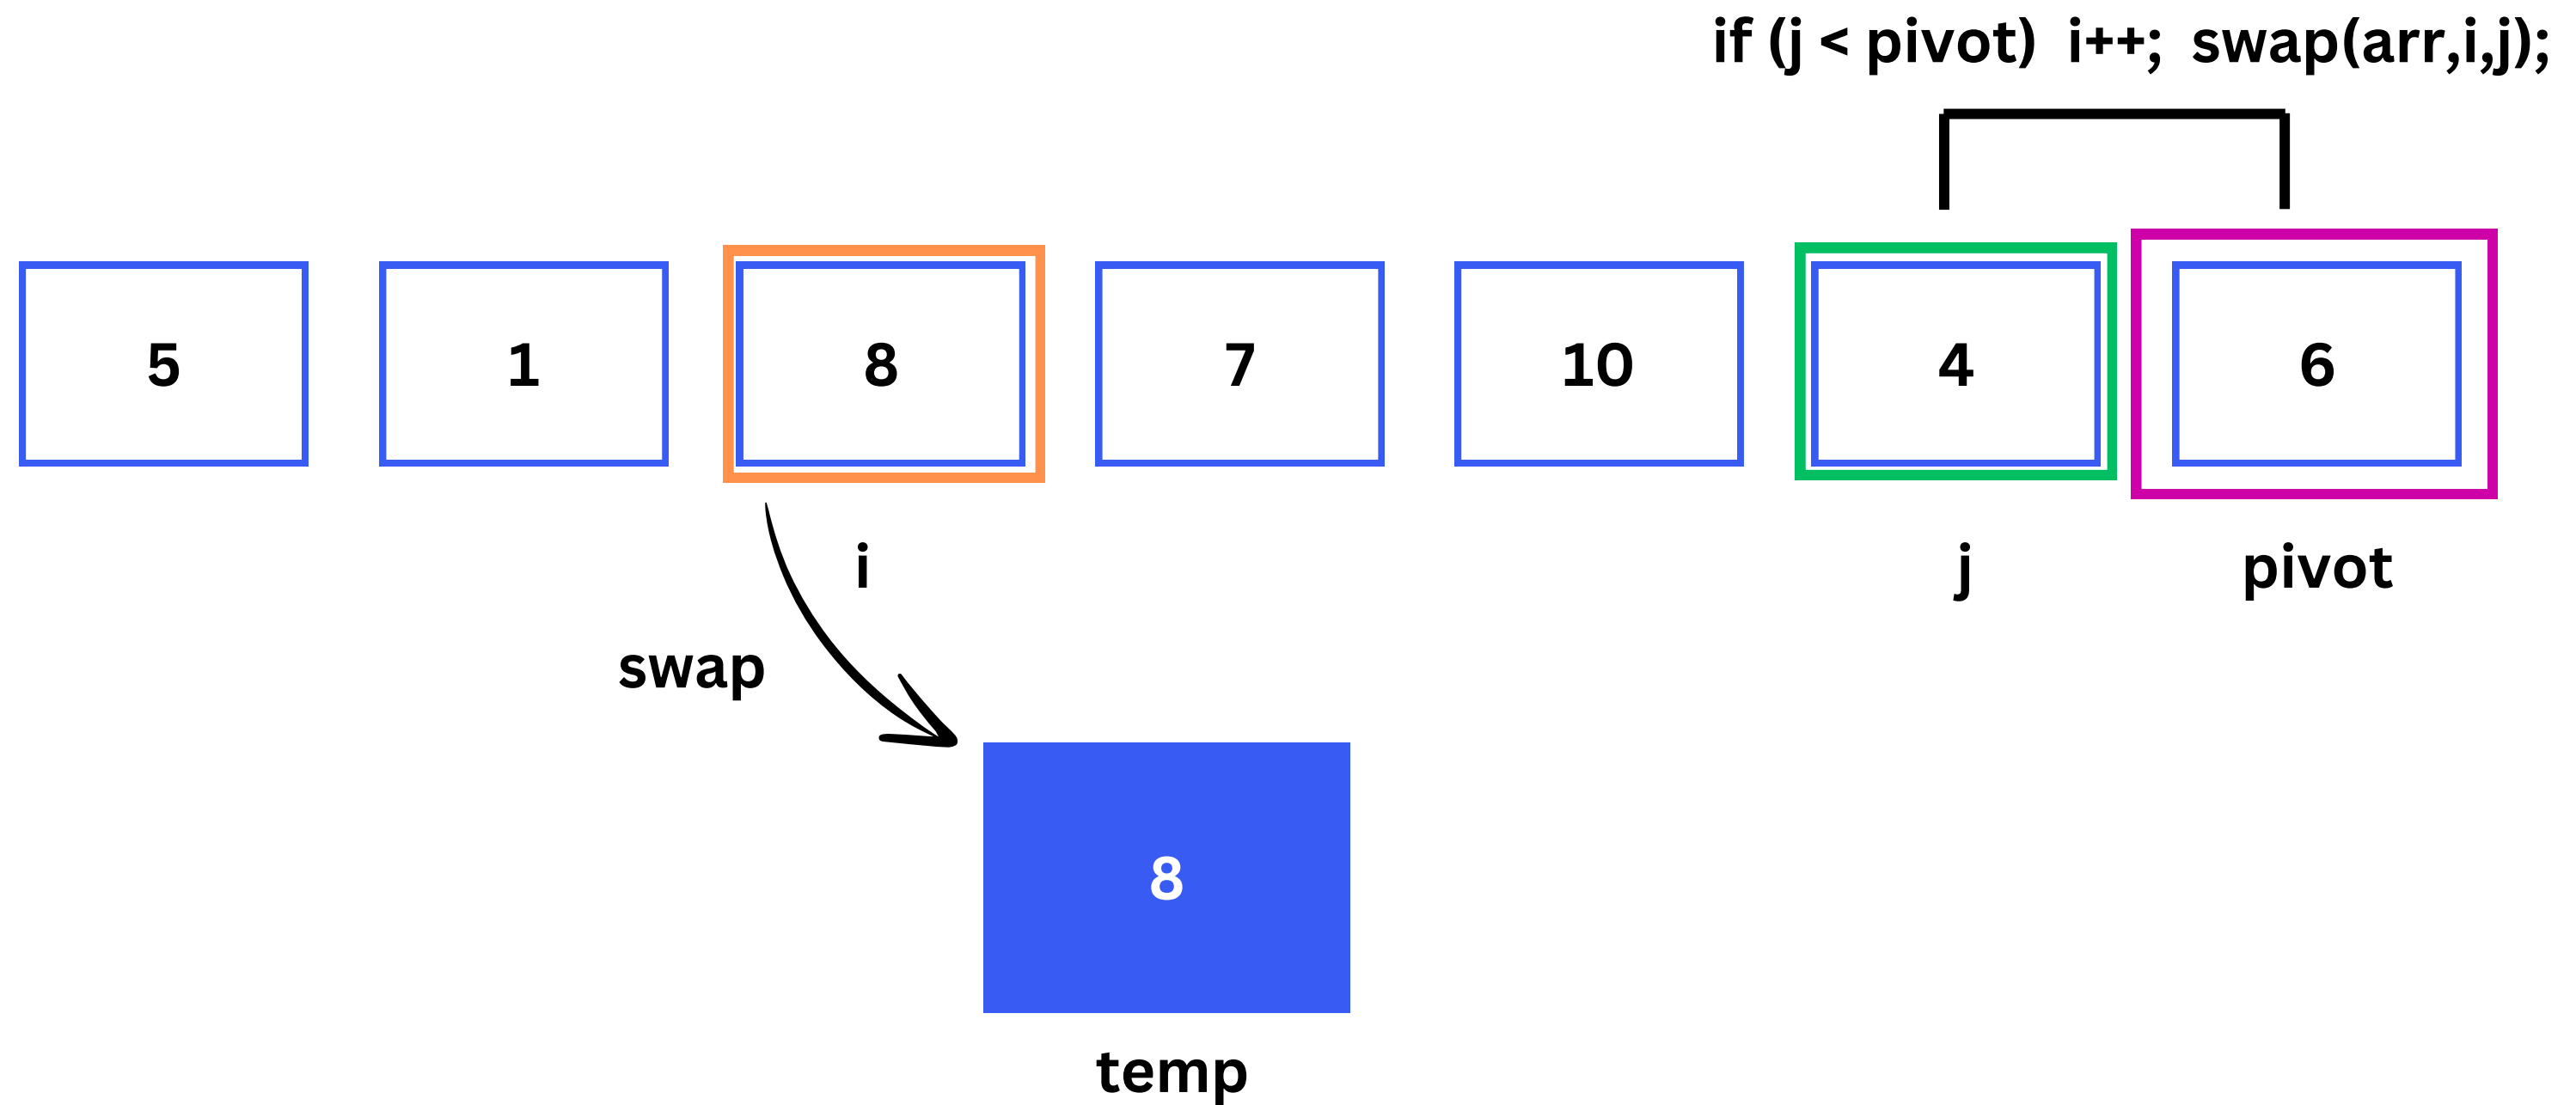 if (j < pivot)  i++;  swap(arr,i,j);
5 1 8 7 10 4 6
i j pivot
swap
8
temp